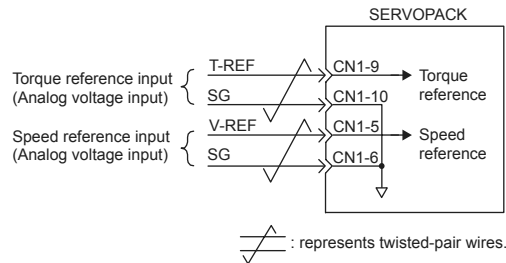 SERVOPACK
Torque reference input
(Analog voltage input)
T-REF
CN1-9
Torque
reference
SG
CN1-10
Speed reference input
(Analog voltage input)
V-REF
CN1-5
Speed
reference
SG
CN1-6
: represents twisted-pair wires.